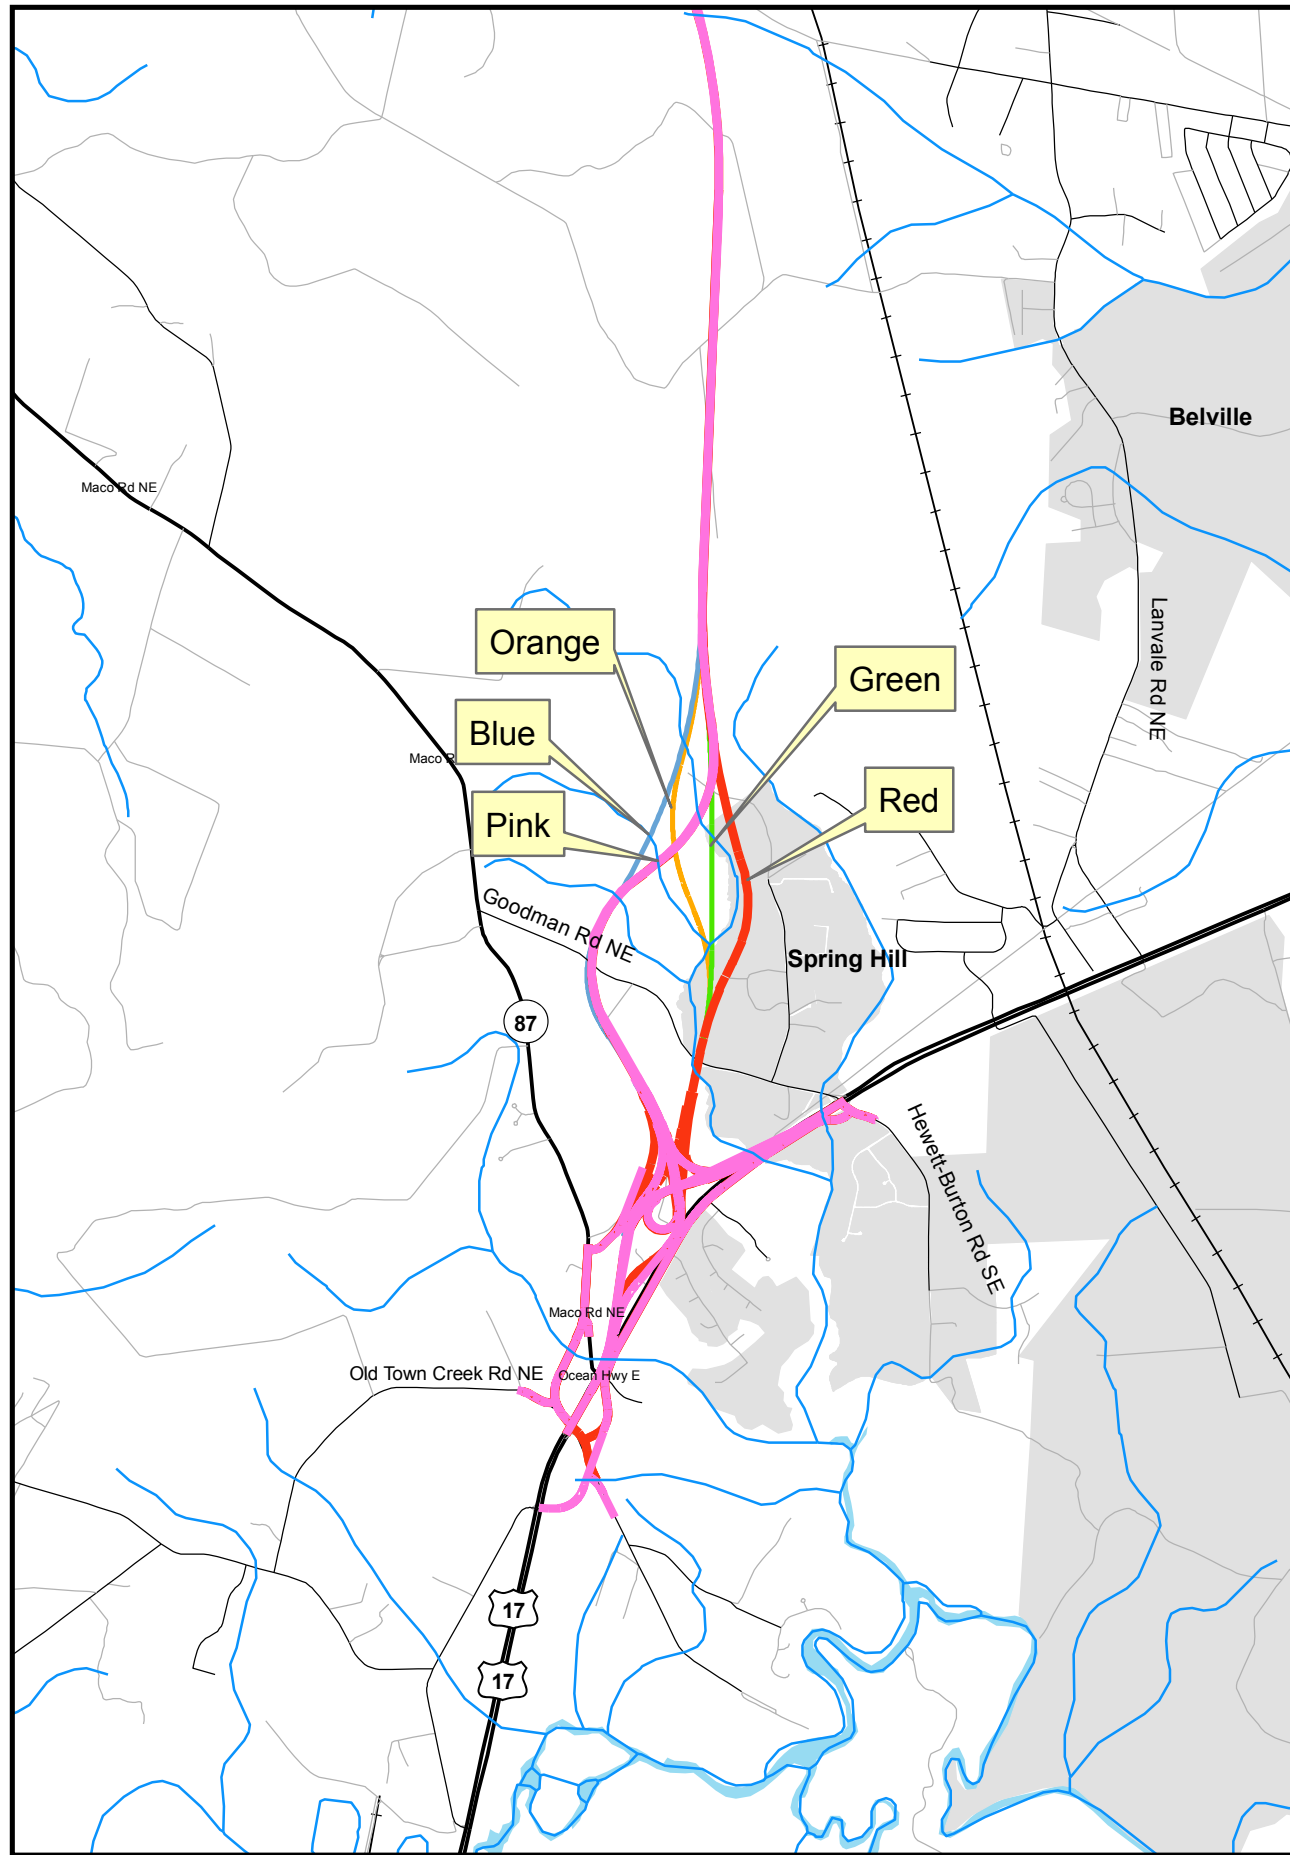 Belville
Maco Rd NE
Lanvale Rd NE
Orange
Green
Blue
Maco R
Red
Pink
Goodman Rd NE
Spring Hill
87
Hewett-Burton Rd SE
Maco Rd NE
Old Town Creek Rd NE
Ocean Hwy E
17
17